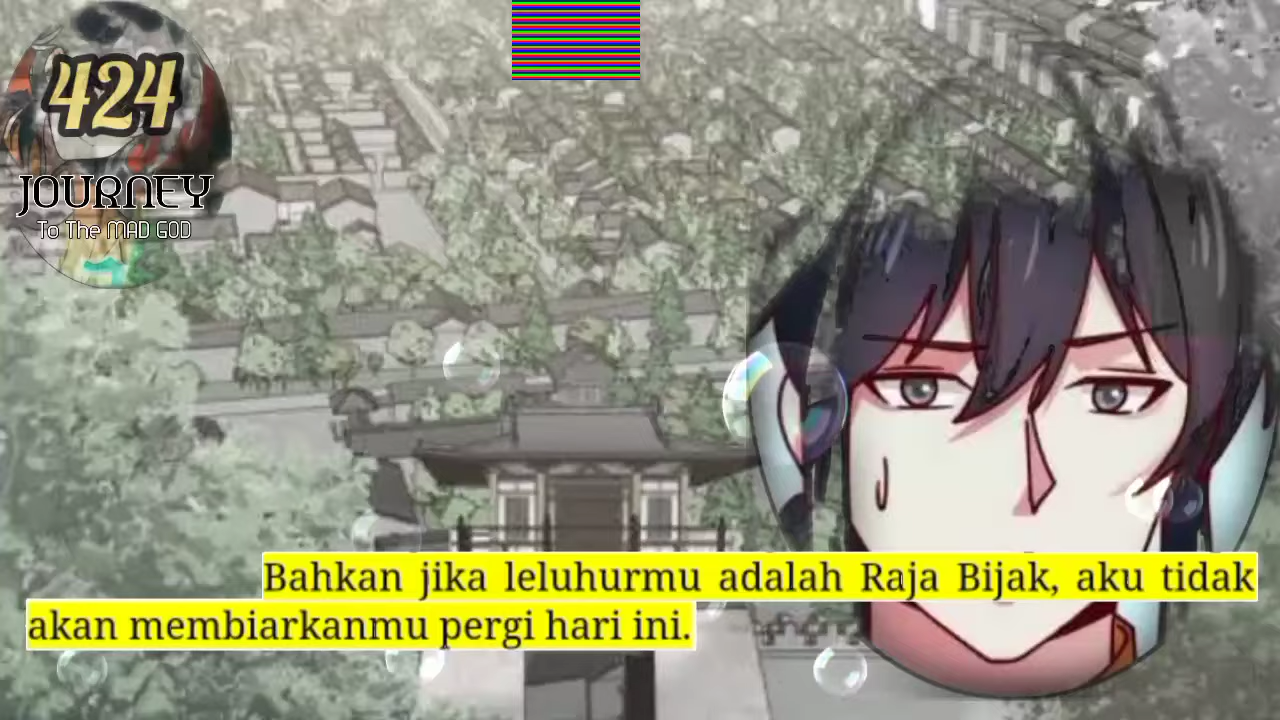 424
JOURNEY
To The MAD GOD
Bahkan jika leluhurmu adalah Raja Bijak, aku tidak
akan membiarkanmu pergi hari ini.